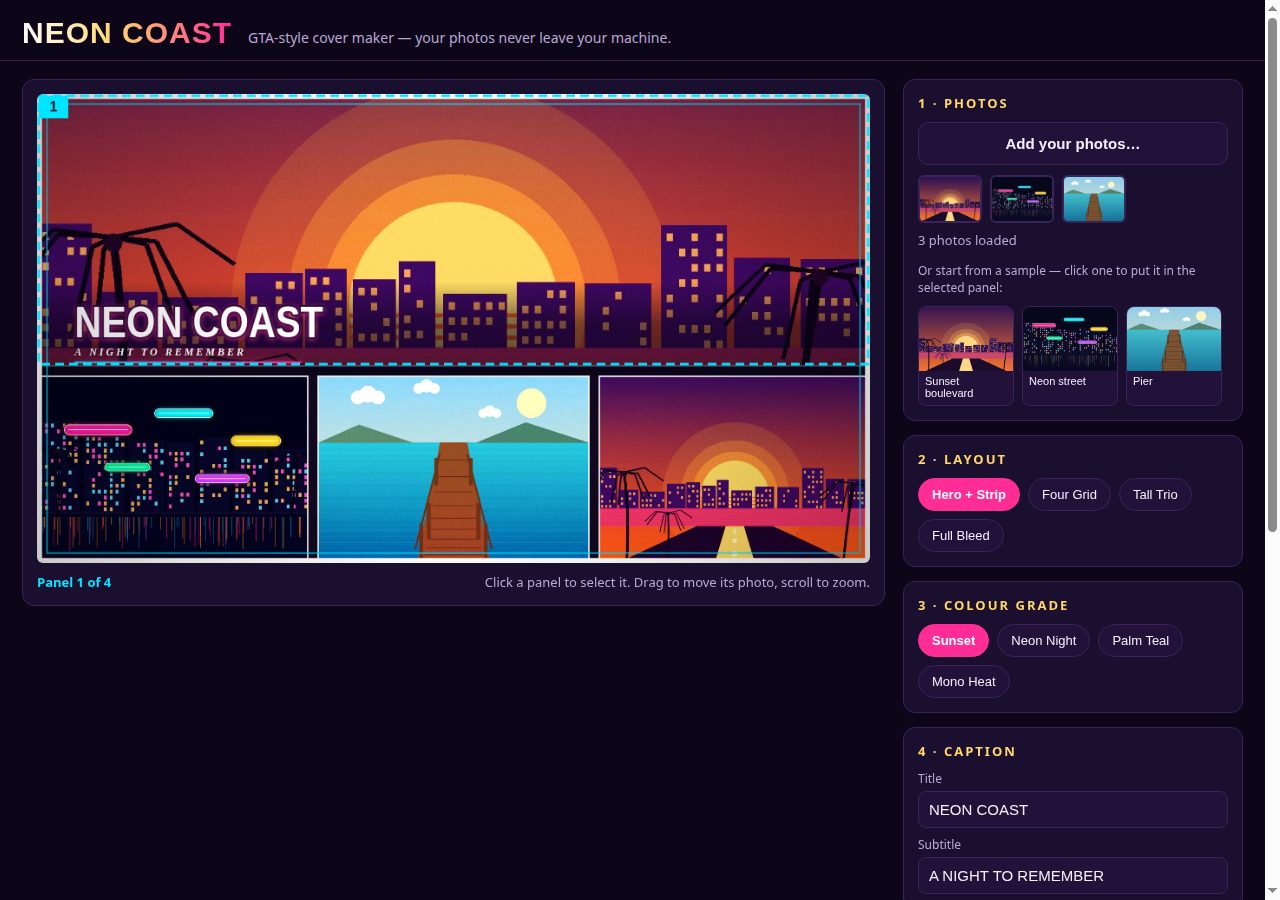 NEON COAST
GTA-style cover maker — your photos never leave your machine.
1
NEON COAST
A NIGHT TO REMEMBER
Panel 1 of 4
Click a panel to select it. Drag to move its photo, scroll to zoom.
1 · PHOTOS
Add your photos…
3 photos loaded
Or start from a sample — click one to put it in the
selected panel:
Sunset
boulevard
Neon street
Pier
2 · LAYOUT
Hero + Strip
Four Grid
Tall Trio
Full Bleed
3 · COLOUR GRADE
Sunset
Neon Night
Palm Teal
Mono Heat
4 · CAPTION
Title
NEON COAST
Subtitle
A NIGHT TO REMEMBER